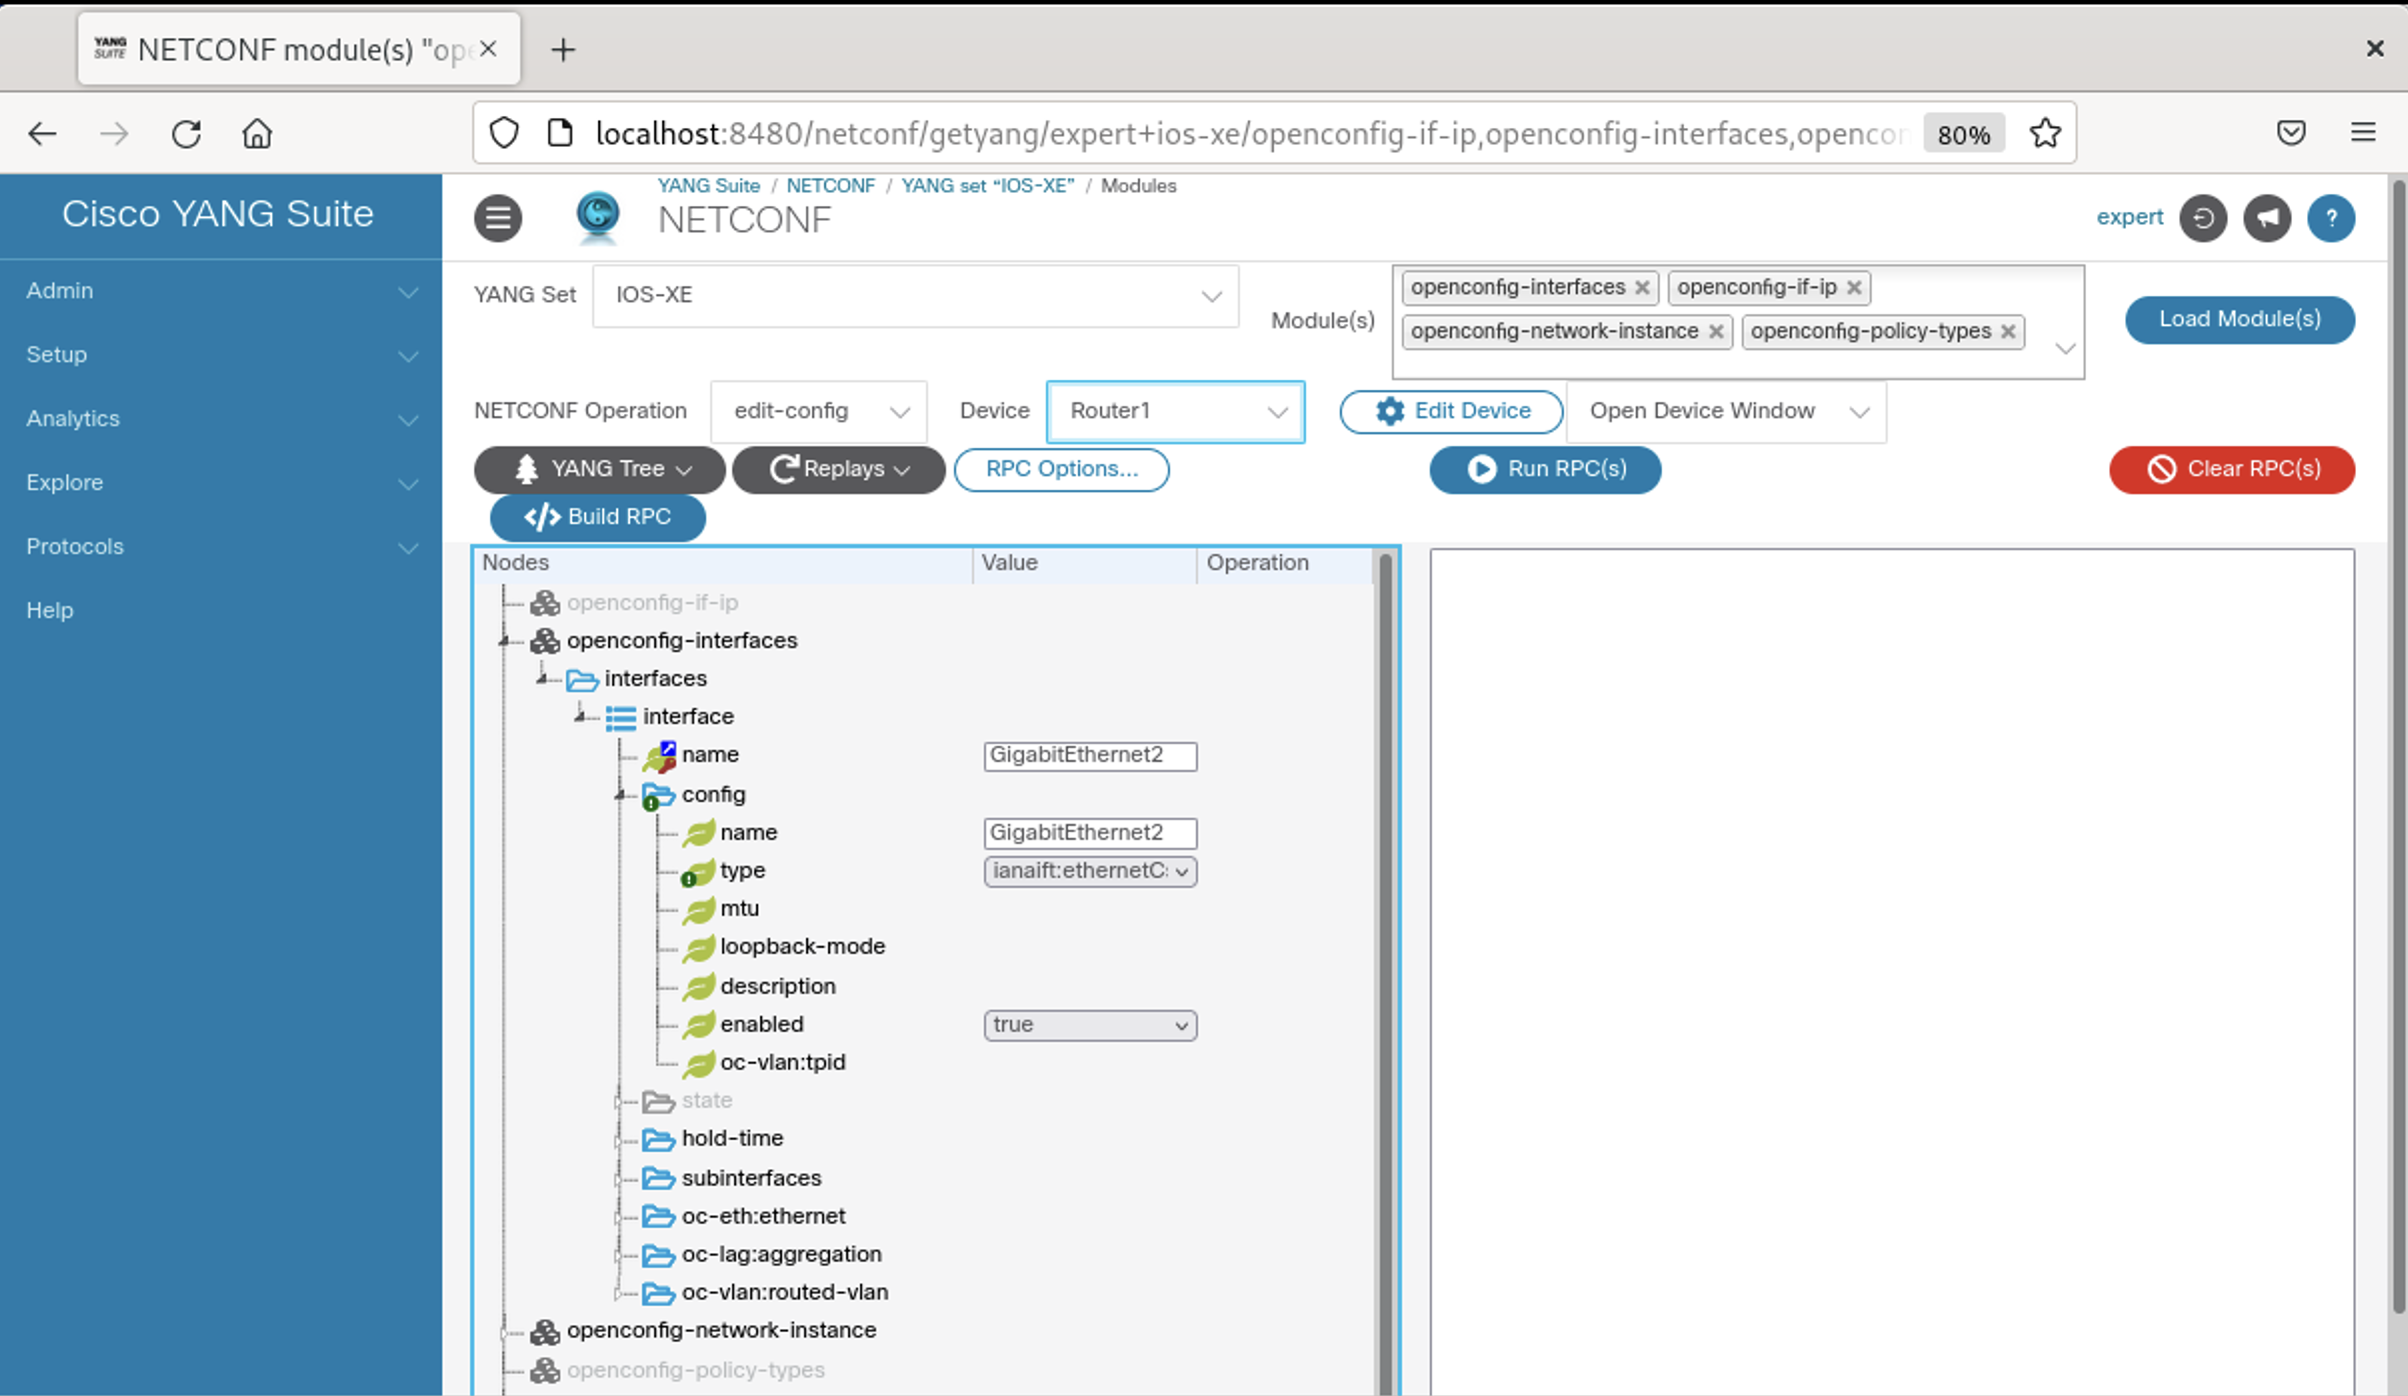 YANG SUITE NETCONF module(s) "ope
localhost:8480/netconf/getyang/expert+ios-xe/openconfig-if-ip,openconfig-interfaces,openco 80%
Cisco YANG Suite
Admin
Setup
Analytics
Explore
Protocols
Help
YANG Suite / NETCONF / YANG set “IOS-XE” / Modules
NETCONF
expert ?
YANG Set IOS-XE
Module(s)
openconfig-interfaces openconfig-if-ip
openconfig-network-instance openconfig-policy-types
Load Module(s)
NETCONF Operation edit-config Device Router1 Edit Device Open Device Window
YANG Tree Replays RPC Options... Run RPC(s) Clear RPC(s)
</> Build RPC
Nodes Value Operation
openconfig-if-ip
openconfig-interfaces
interfaces
interface
name GigabitEthernet2
config
name GigabitEthernet2
type ianaift:ethernetC
mtu
loopback-mode
description
enabled true
oc-vlan:tpid
state
hold-time
subinterfaces
oc-eth:ethernet
oc-lag:aggregation
oc-vlan:routed-vlan
openconfig-network-instance
openconfig-policy-types